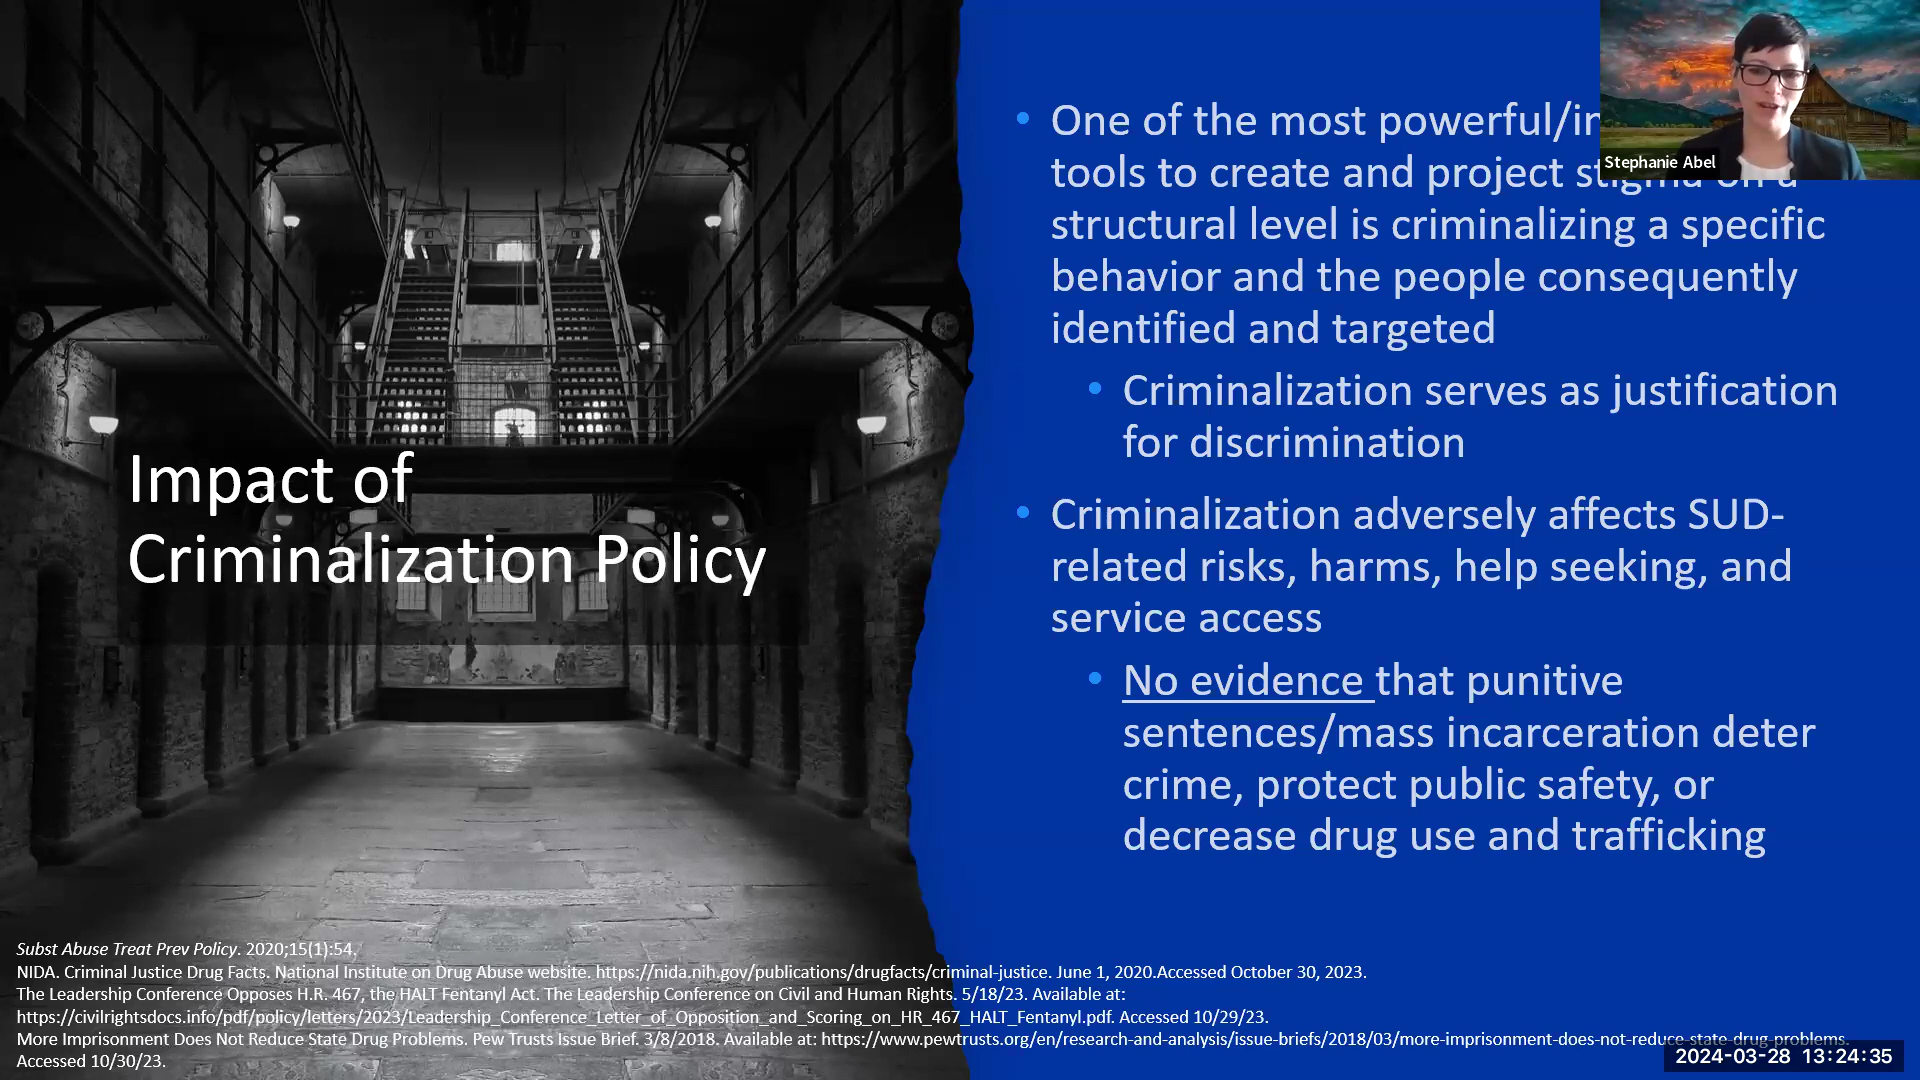 Impact of
Criminalization Policy
One of the most powerful/in
tools to create and project stigma on a
structural level is criminalizing a specific
behavior and the people consequently
identified and targeted
Criminalization serves as justification
for discrimination
Criminalization adversely affects SUD-
related risks, harms, help seeking, and
service access
No evidence that punitive
sentences/mass incarceration deter
crime, protect public safety, or
decrease drug use and trafficking
Stephanie Abel
Subst Abuse Treat Prev Policy. 2020;15(1):54.
NIDA. Criminal Justice Drug Facts. National Institute on Drug Abuse website. https://nida.nih.gov/publications/drugfacts/criminal-justice. June 1, 2020.Accessed October 30, 2023.
The Leadership Conference Opposes H.R. 467, the HALT Fentanyl Act. The Leadership Conference on Civil and Human Rights. 5/18/23. Available at:
https://civilrightsdocs.info/pdf/policy/letters/2023/Leadership_Conference_Letter_of_Opposition_and_Scoring_on_HR_467_HALT_Fentanyl.pdf. Accessed 10/29/23.
More Imprisonment Does Not Reduce State Drug Problems. Pew Trusts Issue Brief. 3/8/2018. Available at: https://www.pewtrusts.org/en/research-and-analysis/issue-briefs/2018/03/more-imprisonment-does-not-reduce-state-drug-problems.
Accessed 10/30/23.
2024-03-28 13:24:35